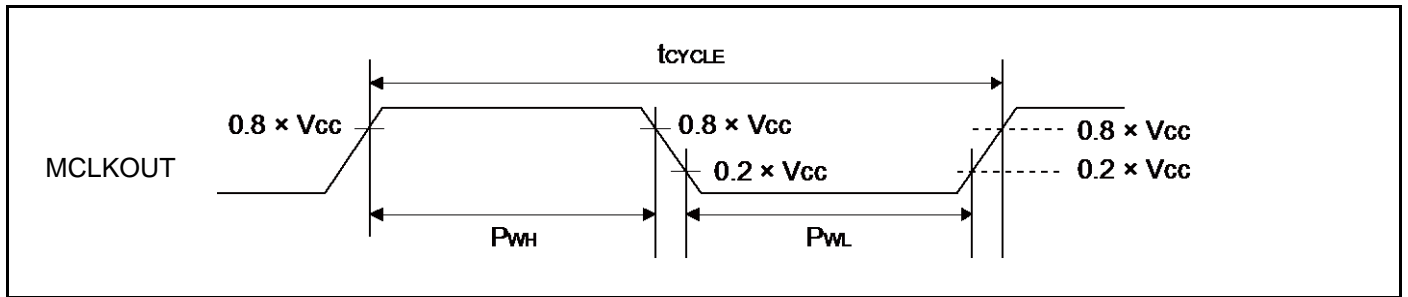 tCYCLE
0.8 × Vcc
0.8 × Vcc
0.8 × Vcc
MCLKOUT
0.2 × Vcc
0.2 × Vcc
PWH
PWL